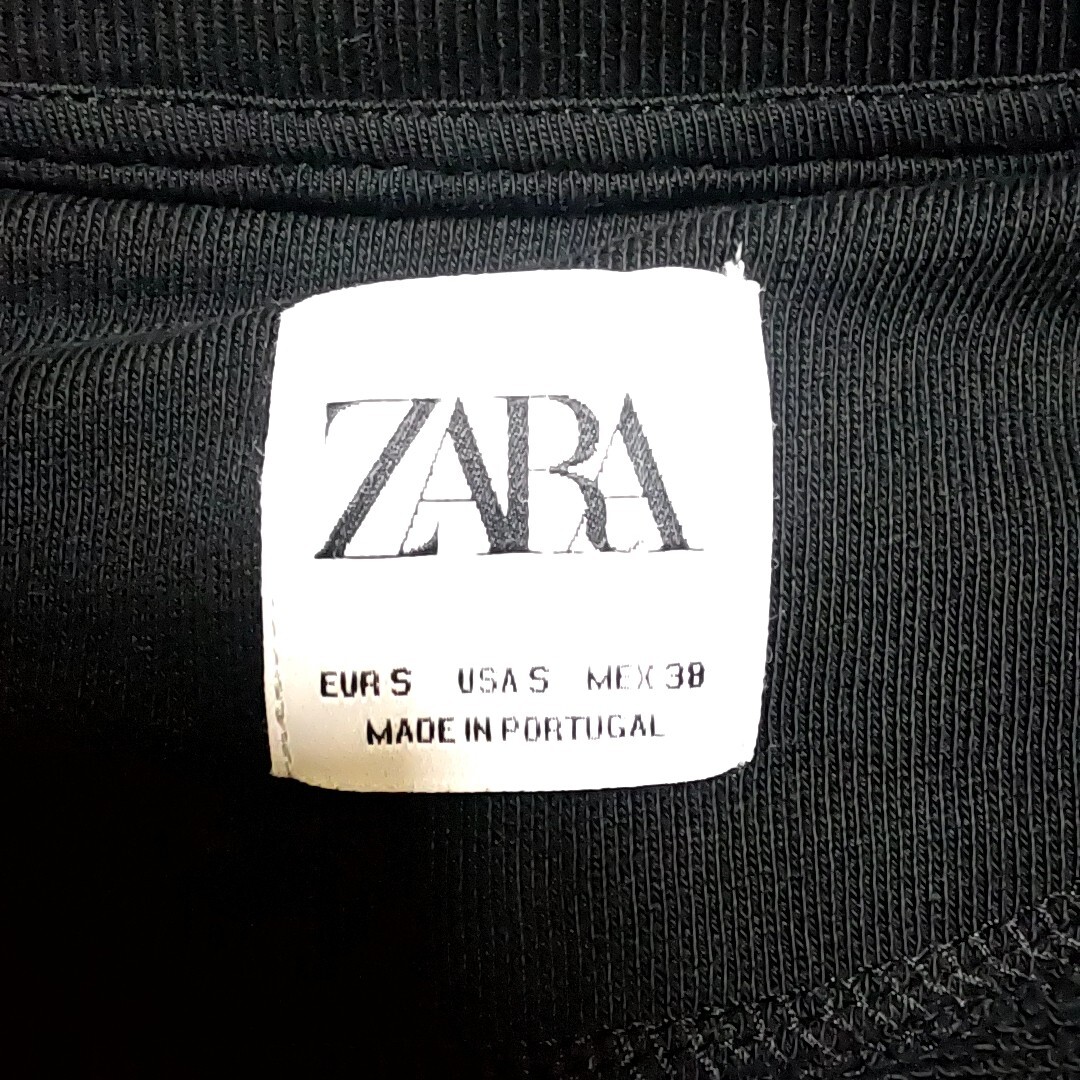 ZARA
EUR S USA S MEX 38
MADE IN PORTUGAL